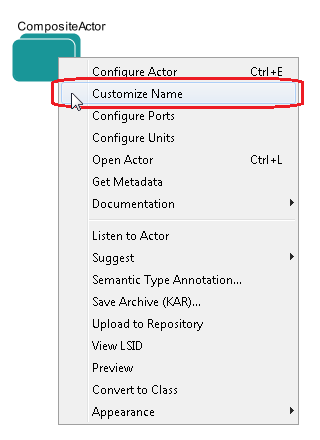 CompositeActor
Configure Actor Ctrl+E
Customize Name
Configure Ports
Configure Units
Open Actor Ctrl+L
Get Metadata
Documentation
Listen to Actor
Suggest
Semantic Type Annotation...
Save Archive (KAR)...
Upload to Repository
View LSID
Preview
Convert to Class
Appearance